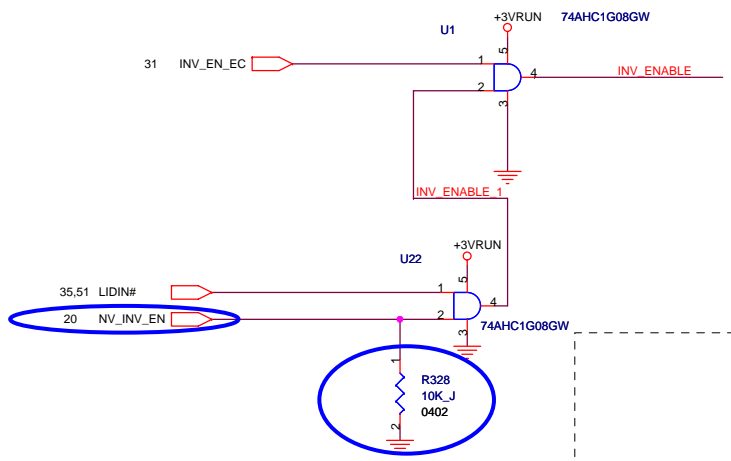 +3VRUN 74AHC1G08GW
U1
5
31 INV_EN_EC
1
2
4
INV_ENABLE
3
INV_ENABLE_1
+3VRUN
U22
5
35,51 LIDIN#
1
4
20 NV_INV_EN
2
3
74AHC1G08GW
1
R328
10K_J
0402
2